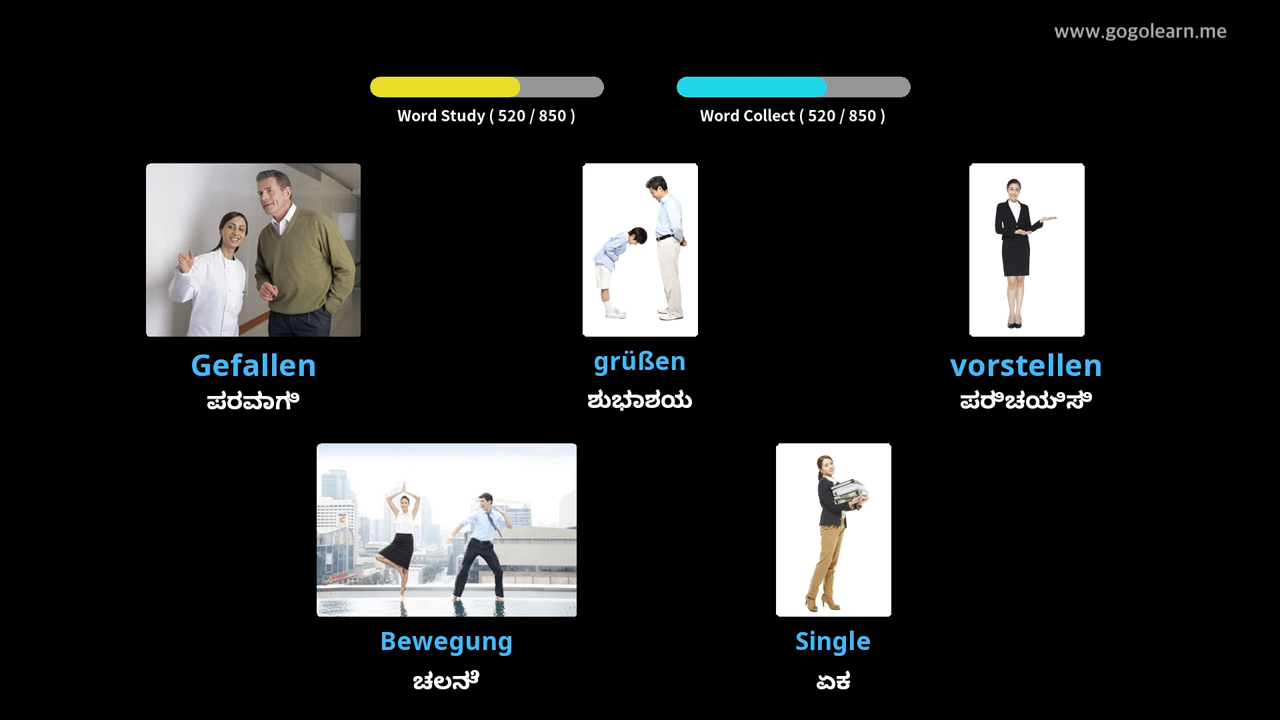 www.gogolearn.me
Word Study ( 520 / 850 )
Word Collect ( 520 / 850 )
Gefallen
ಪರವಾಗಿ
grüßen
ಶುಭಾಶಯ
vorstellen
ಪರಿಚಯಿಸಿ
Bewegung
ಚಲನೆ
Single
ಏಕ